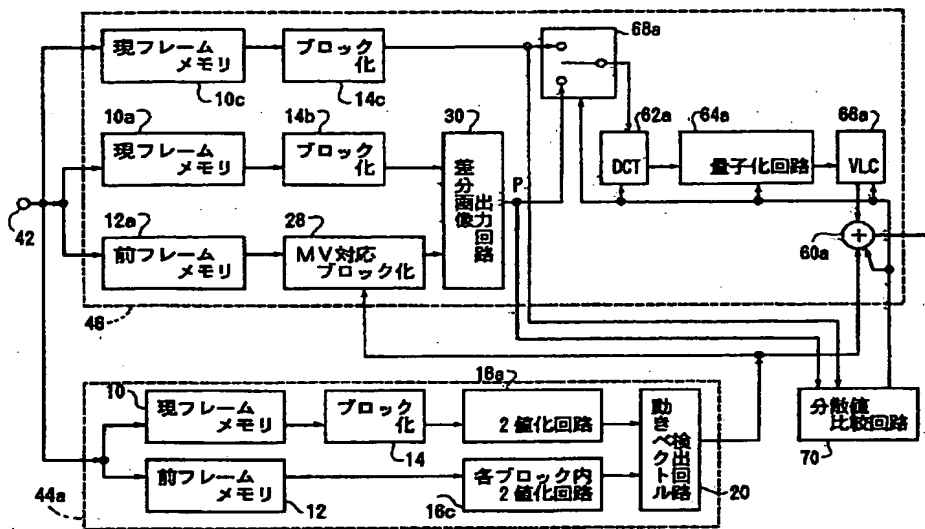 現フレーム
メモリ
10c
ブロック
化
14c
68a
10a
現フレーム
メモリ
14b
ブロック
化
30
差分画像
出力回路
P
62a
DCT
64a
量子化回路
66a
VLC
42
12a
前フレーム
メモリ
28
MV対応
ブロック化
60a
+
46
10
現フレーム
メモリ
ブロック
化
14
16a
2値化回路
動きベクトル
検出回路
20
分散値
比較回路
70
44a
前フレーム
メモリ
12
各ブロック内
2値化回路
16c